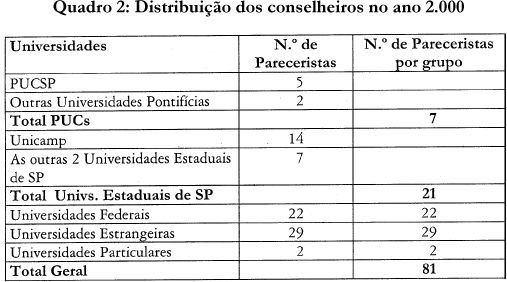 Quadro 2: Distribuição dos conselheiros no ano 2.000
Universidades N.º de Pareceristas N.º de Pareceristas por grupo
PUCSP 5
Outras Universidades Pontifícias 2
Total PUCs 7
Unicamp 14
As outras 2 Universidades Estaduais de SP 7
Total Univs. Estaduais de SP 21
Universidades Federais 22 22
Universidades Estrangeiras 29 29
Universidades Particulares 2 2
Total Geral 81